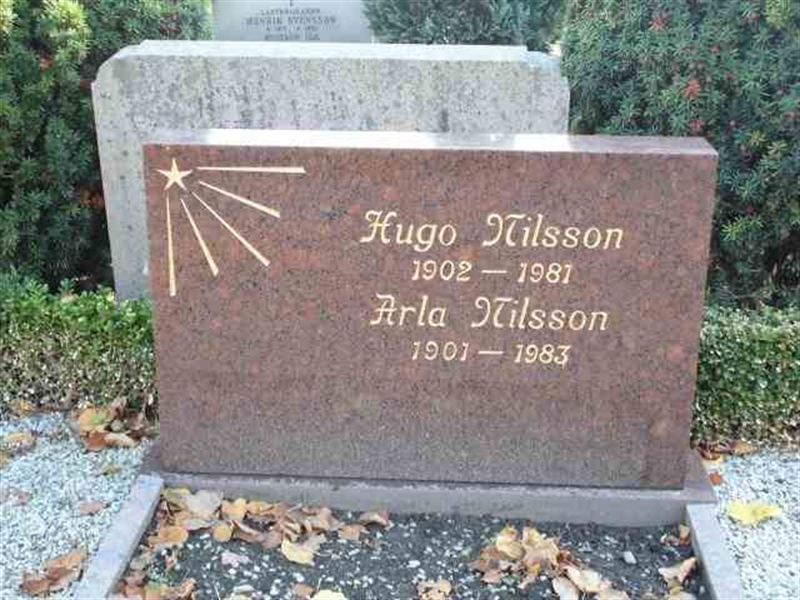 HENRIK SVENSSON
Hugo Nilsson
1902 — 1981
Arla Nilsson
1901 — 1983